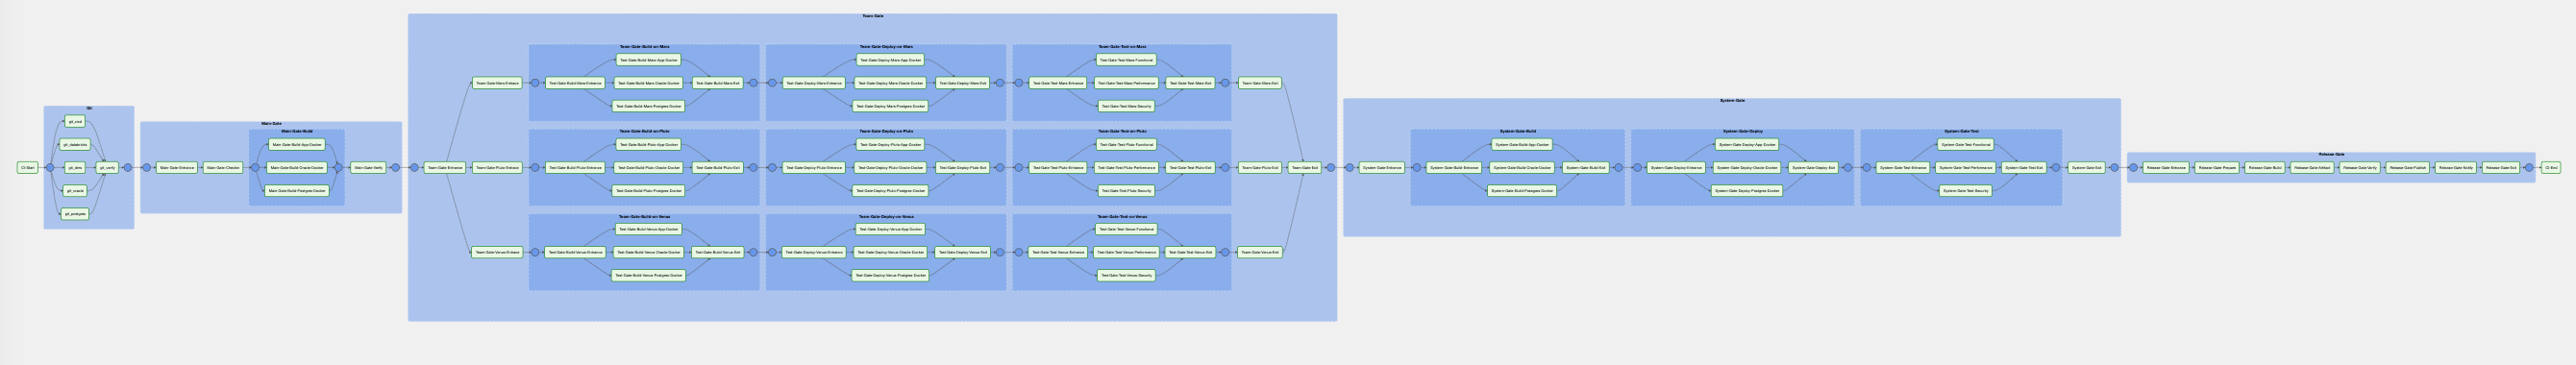 Git
CI-Start
git_database
git_dens
git_oracle
git_postgres
git_verify
Main-Gate
Main-Gate-Entrance
Main-Gate-Checks
Main-Gate-Build
Main-Gate-Build-App-Docker
Main-Gate-Build-Oracle-Docker
Main-Gate-Build-Postgres-Docker
Main-Gate-Verify
Team-Gate
Team-Gate-Entrance
Team-Gate-Mars-Entrance
Team-Gate-Build-on-Mars
Test-Gate-Build-Mars-Entrance
Test-Gate-Build-Mars-App-Docker
Test-Gate-Build-Mars-Oracle-Docker
Test-Gate-Build-Mars-Postgres-Docker
Test-Gate-Build-Mars-Exit
Team-Gate-Deploy-on-Mars
Test-Gate-Deploy-Mars-Entrance
Test-Gate-Deploy-Mars-App-Docker
Test-Gate-Deploy-Mars-Oracle-Docker
Test-Gate-Deploy-Mars-Postgres-Docker
Test-Gate-Deploy-Mars-Exit
Team-Gate-Test-on-Mars
Test-Gate-Test-Mars-Entrance
Test-Gate-Test-Mars-Functional
Test-Gate-Test-Mars-Performance
Test-Gate-Test-Mars-Security
Test-Gate-Test-Mars-Exit
Team-Gate-Mars-Exit
Team-Gate-Pluto-Entrance
Team-Gate-Build-on-Pluto
Test-Gate-Build-Pluto-Entrance
Test-Gate-Build-Pluto-App-Docker
Test-Gate-Build-Pluto-Oracle-Docker
Test-Gate-Build-Pluto-Postgres-Docker
Test-Gate-Build-Pluto-Exit
Team-Gate-Deploy-on-Pluto
Test-Gate-Deploy-Pluto-Entrance
Test-Gate-Deploy-Pluto-App-Docker
Test-Gate-Deploy-Pluto-Oracle-Docker
Test-Gate-Deploy-Pluto-Postgres-Docker
Test-Gate-Deploy-Pluto-Exit
Team-Gate-Test-on-Pluto
Test-Gate-Test-Pluto-Entrance
Test-Gate-Test-Pluto-Functional
Test-Gate-Test-Pluto-Performance
Test-Gate-Test-Pluto-Security
Test-Gate-Test-Pluto-Exit
Team-Gate-Pluto-Exit
Team-Gate-Venus-Entrance
Team-Gate-Build-on-Venus
Test-Gate-Build-Venus-Entrance
Test-Gate-Build-Venus-App-Docker
Test-Gate-Build-Venus-Oracle-Docker
Test-Gate-Build-Venus-Postgres-Docker
Test-Gate-Build-Venus-Exit
Team-Gate-Deploy-on-Venus
Test-Gate-Deploy-Venus-Entrance
Test-Gate-Deploy-Venus-App-Docker
Test-Gate-Deploy-Venus-Oracle-Docker
Test-Gate-Deploy-Venus-Postgres-Docker
Test-Gate-Deploy-Venus-Exit
Team-Gate-Test-on-Venus
Test-Gate-Test-Venus-Entrance
Test-Gate-Test-Venus-Functional
Test-Gate-Test-Venus-Performance
Test-Gate-Test-Venus-Security
Test-Gate-Test-Venus-Exit
Team-Gate-Venus-Exit
Team-Gate-Exit
System-Gate
System-Gate-Entrance
System-Gate-Build
System-Gate-Build-Entrance
System-Gate-Build-App-Docker
System-Gate-Build-Oracle-Docker
System-Gate-Build-Postgres-Docker
System-Gate-Build-Exit
System-Gate-Deploy
System-Gate-Deploy-Entrance
System-Gate-Deploy-App-Docker
System-Gate-Deploy-Oracle-Docker
System-Gate-Deploy-Postgres-Docker
System-Gate-Deploy-Exit
System-Gate-Test
System-Gate-Test-Entrance
System-Gate-Test-Functional
System-Gate-Test-Performance
System-Gate-Test-Security
System-Gate-Test-Exit
System-Gate-Exit
Release-Gate
Release-Gate-Entrance
Release-Gate-Prepare
Release-Gate-Build
Release-Gate-Artifact
Release-Gate-Verify
Release-Gate-Publish
Release-Gate-Notify
Release-Gate-Exit
CI-End